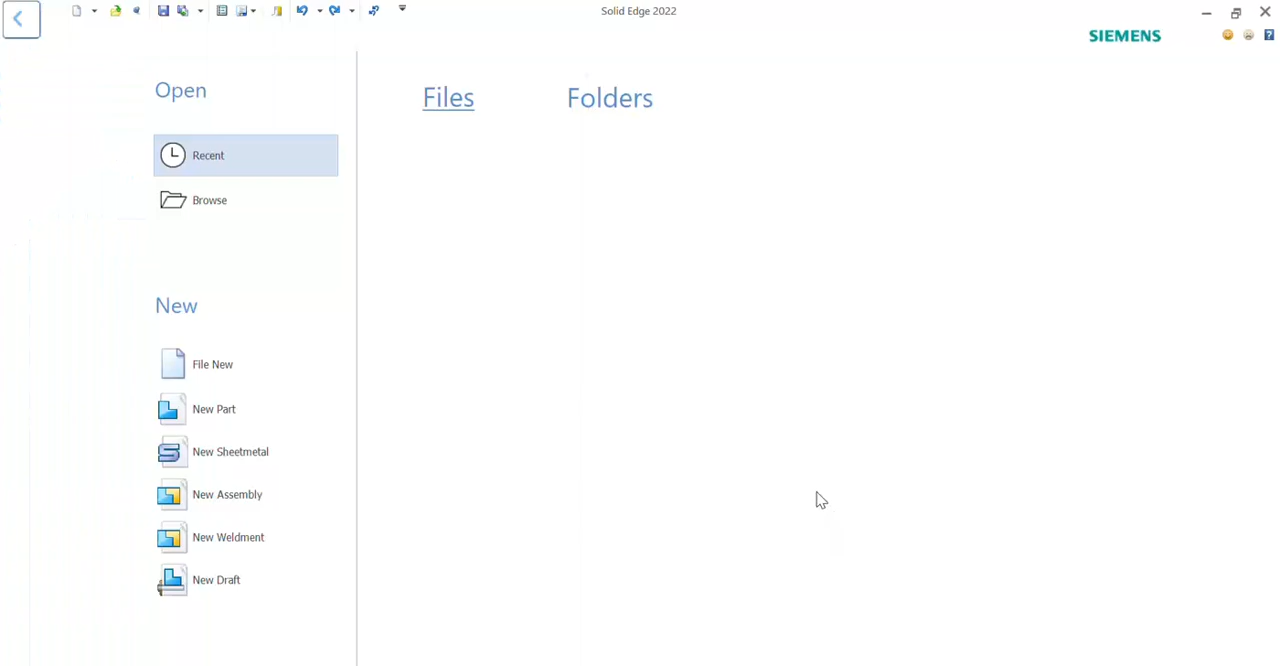 Solid Edge 2022
SIEMENS
Open
Recent
Browse
New
File New
New Part
New Sheetmetal
New Assembly
New Weldment
New Draft
Files
Folders